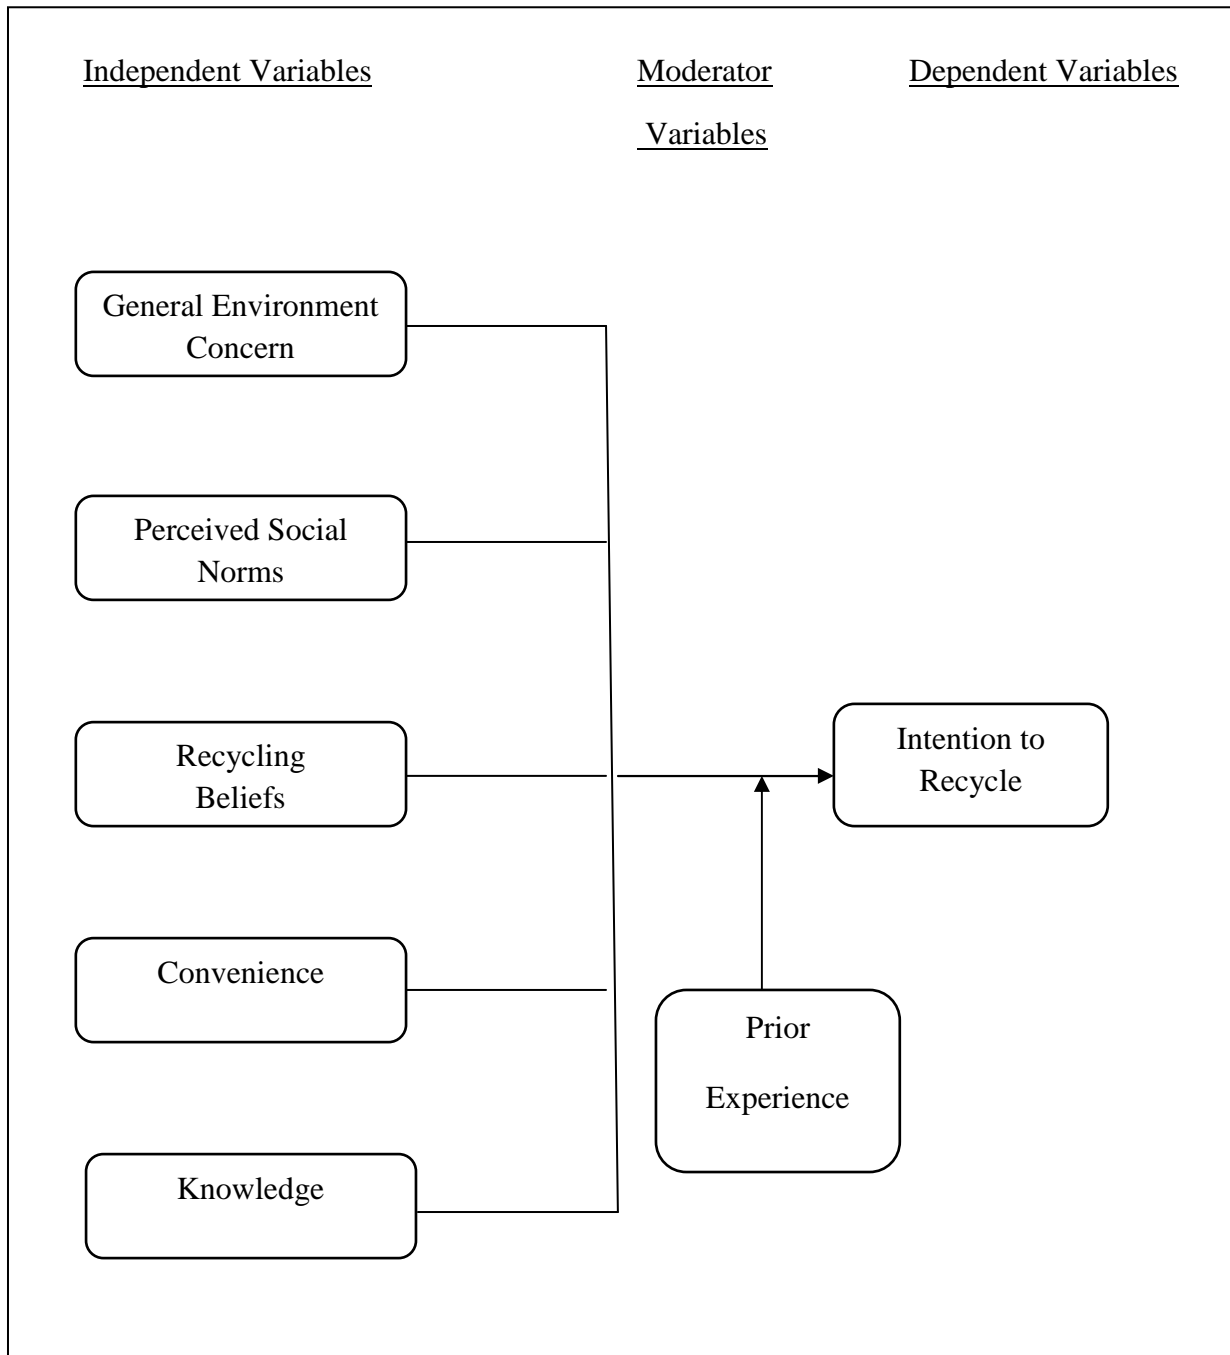 Independent Variables
Moderator
Variables
Dependent Variables
General Environment
Concern
Perceived Social
Norms
Recycling
Beliefs
Intention to
Recycle
Convenience
Prior
Experience
Knowledge